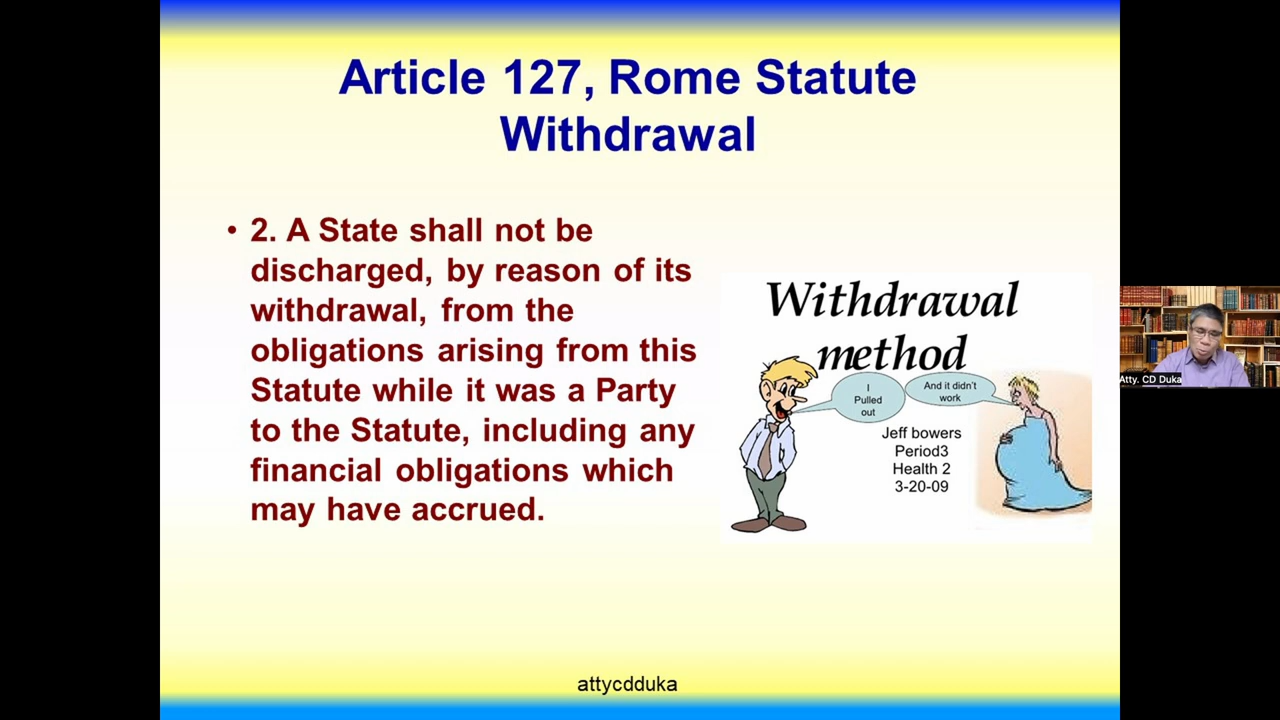 Article 127, Rome Statute
Withdrawal
• 2. A State shall not be
discharged, by reason of its
withdrawal, from the
obligations arising from this
Statute while it was a Party
to the Statute, including any
financial obligations which
may have accrued.
Withdrawal
method
I
Pulled
out
And it didn't
work
Jeff bowers
Period3
Health 2
3-20-09
Atty. CD Duka
attycdduka